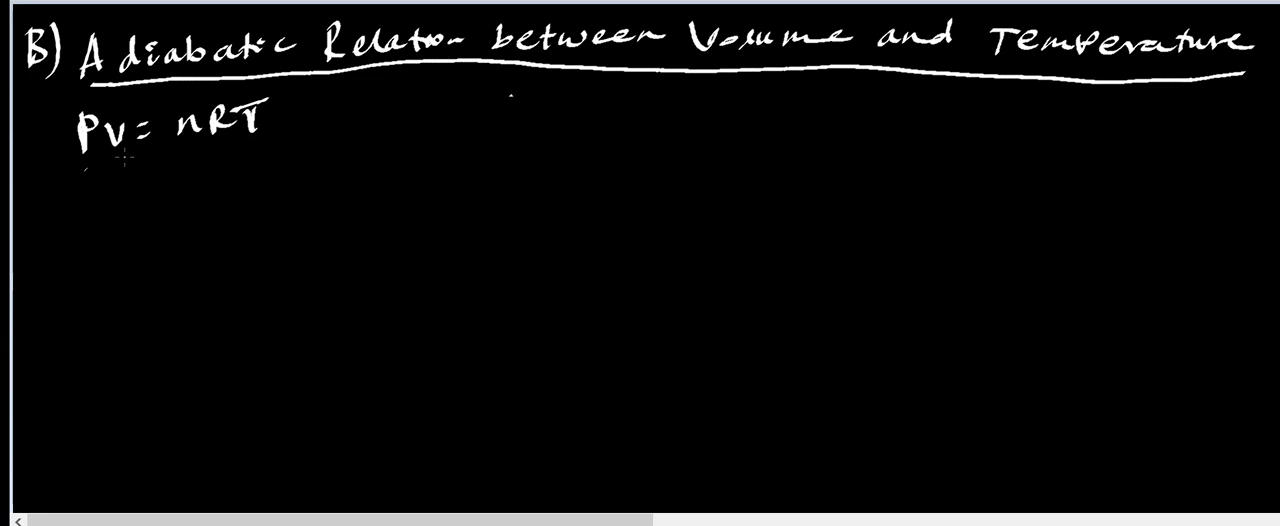 B) Adiabatic Relation between Volume and Temperature
PV = nRT